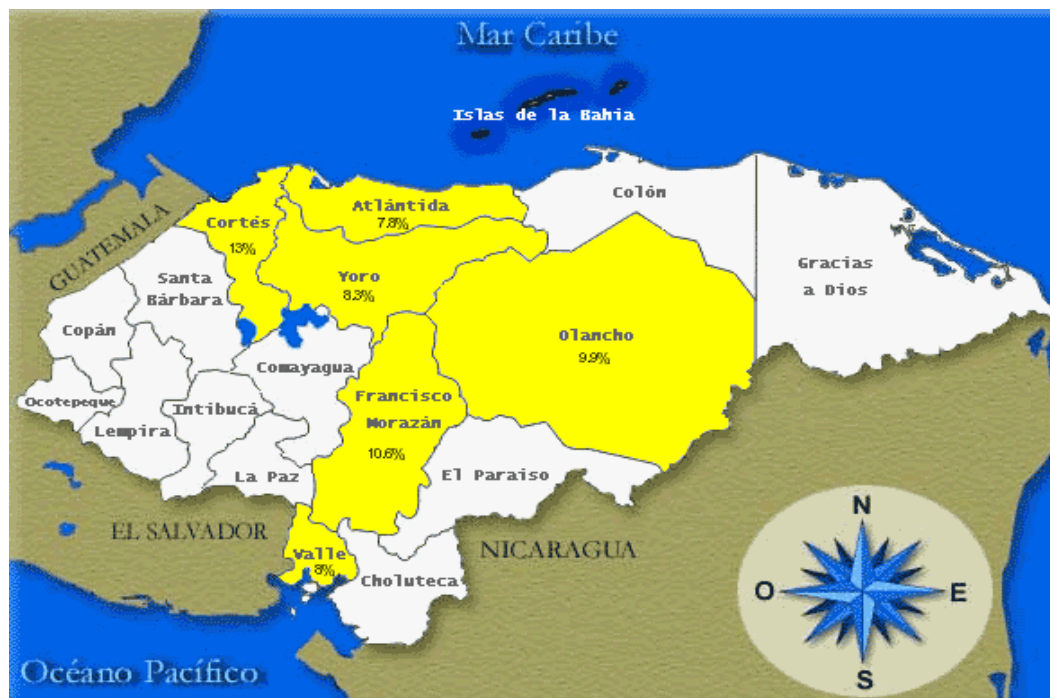 Mar Caribe
Islas de la Bahia
Colón
Atlántida
7.8%
Cortés
13%
GUATEMALA
Gracias
a Dios
Santa
Bárbara
Yoro
8.3%
Copán
Olancho
9.9%
Comayagua
Francisco
Morazán
10.6%
Ocotepeque
Intibucá
Lempira
La Paz
El Paraiso
EL SALVADOR
NICARAGUA
Valle
8%
Choluteca
N
O
E
S
Océano Pacífico